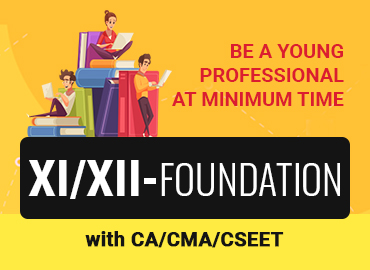 BE A YOUNG
PROFESSIONAL
AT MINIMUM TIME
XI/XII-FOUNDATION
with CA/CMA/CSEET